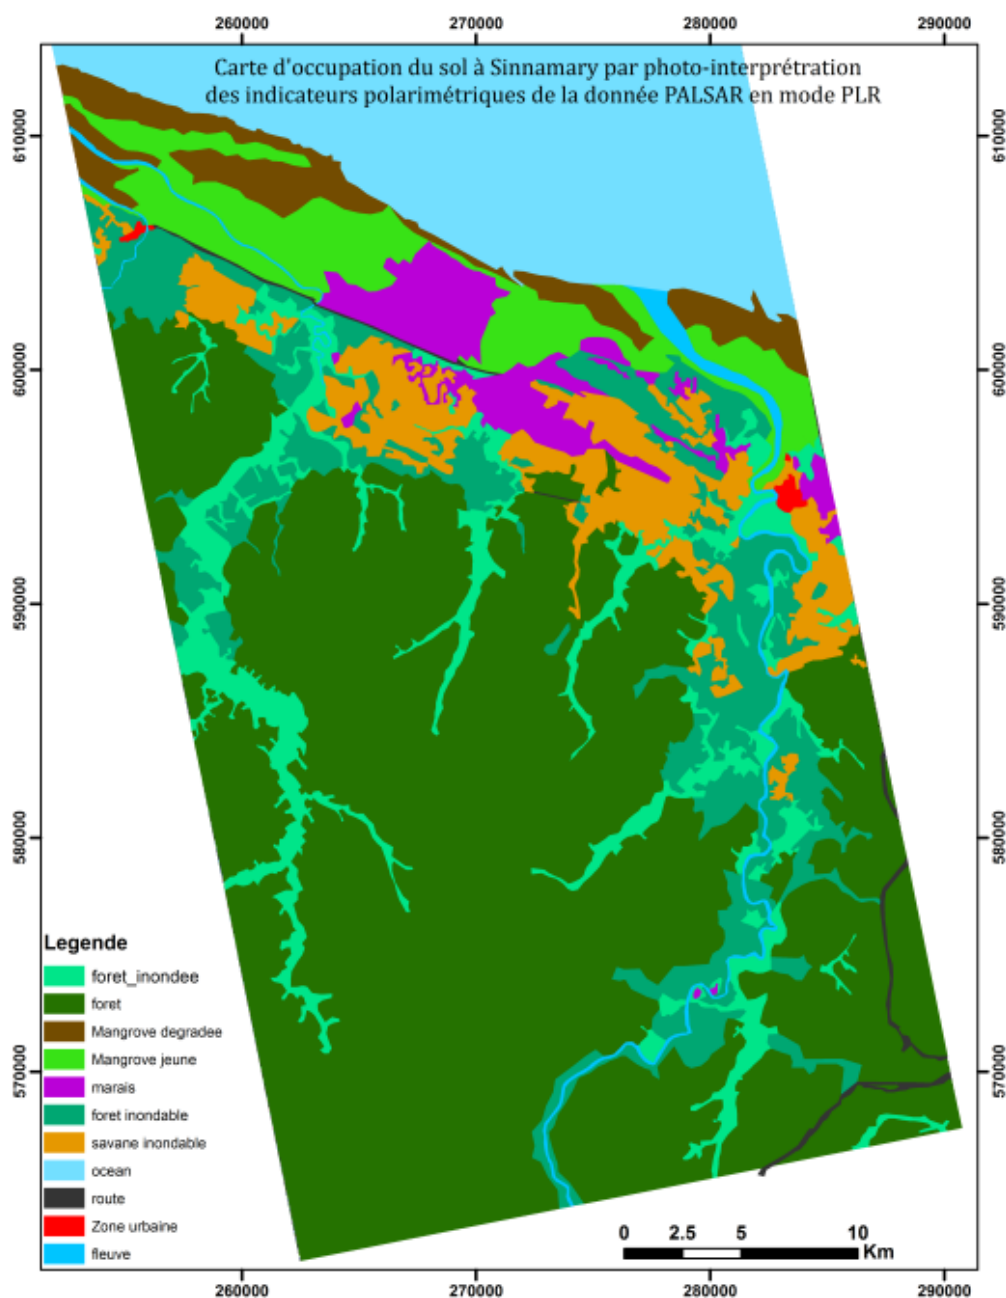 260000 270000 280000 290000
Carte d'occupation du sol à Sinnamary par photo-interprétration
des indicateurs polarimétriques de la donnée PALSAR en mode PLR
610000 610000
600000 600000
590000 590000
580000 580000
570000 570000
Legende
foret_inondee
foret
Mangrove degradee
Mangrove jeune
marais
foret inondable
savane inondable
ocean
route
Zone urbaine
fleuve
0 2.5 5 10
Km
260000 270000 280000 290000